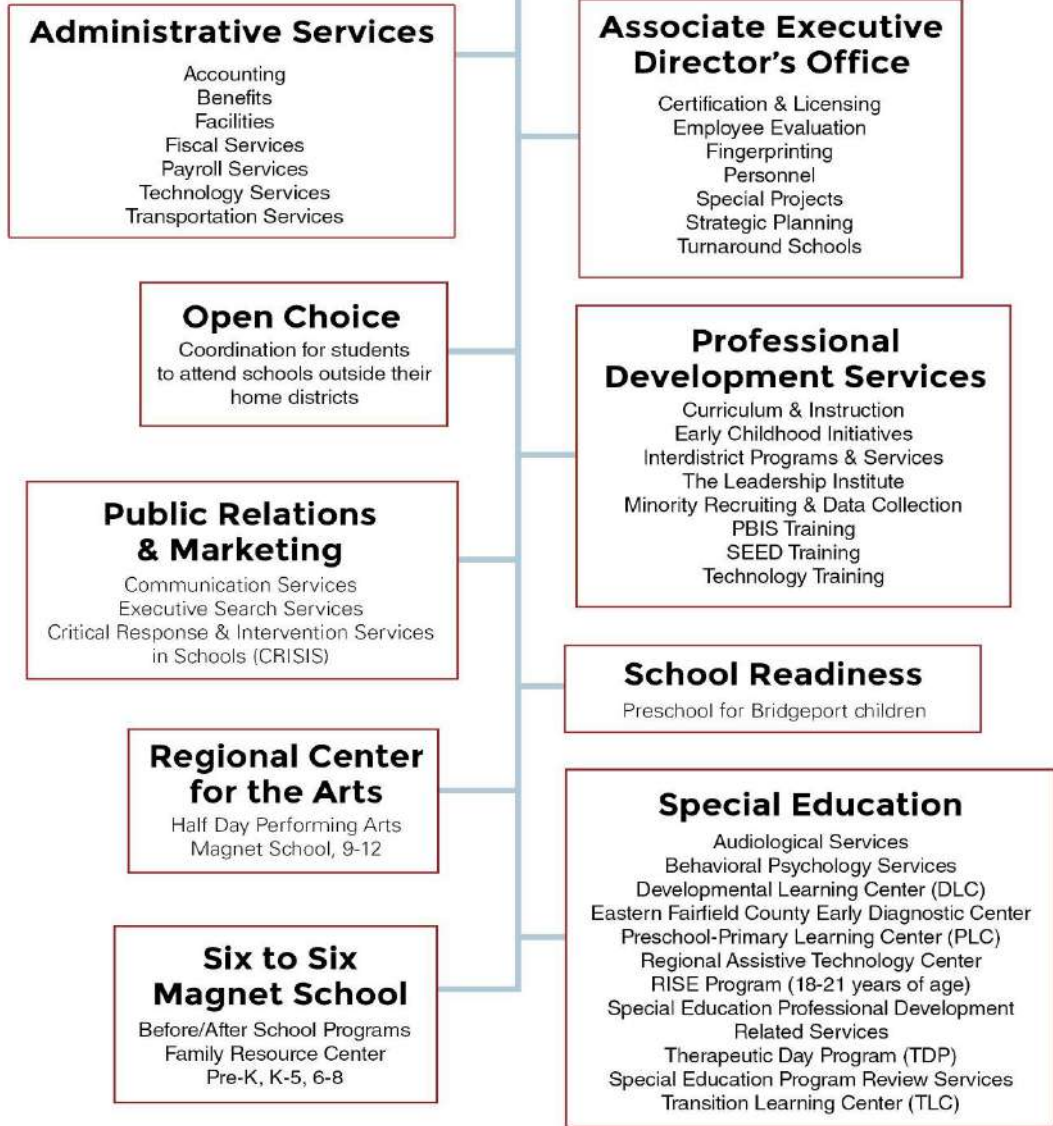 Administrative Services
Accounting
Benefits
Facilities
Fiscal Services
Payroll Services
Technology Services
Transportation Services
Associate Executive
Director's Office
Certification & Licensing
Employee Evaluation
Fingerprinting
Personnel
Special Projects
Strategic Planning
Turnaround Schools
Open Choice
Coordination for students
to attend schools outside their
home districts
Professional
Development Services
Curriculum & Instruction
Early Childhood Initiatives
Interdistrict Programs & Services
The Leadership Institute
Minority Recruiting & Data Collection
PBIS Training
SEED Training
Technology Training
Public Relations
& Marketing
Communication Services
Executive Search Services
Critical Response & Intervention Services
in Schools (CRISIS)
School Readiness
Preschool for Bridgeport children
Regional Center
for the Arts
Half Day Performing Arts
Magnet School, 9-12
Special Education
Audiological Services
Behavioral Psychology Services
Developmental Learning Center (DLC)
Eastern Fairfield County Early Diagnostic Center
Preschool-Primary Learning Center (PLC)
Regional Assistive Technology Center
RISE Program (18-21 years of age)
Special Education Professional Development
Related Services
Therapeutic Day Program (TDP)
Special Education Program Review Services
Transition Learning Center (TLC)
Six to Six
Magnet School
Before/After School Programs
Family Resource Center
Pre-K, K-5, 6-8